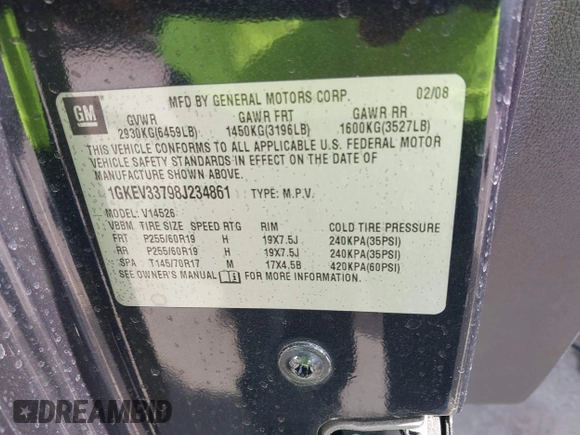 GM
MFD BY GENERAL MOTORS CORP. 02/08
GVWR GAWR FRT GAWR RR
2930KG(6459LB) 1450KG(3196LB) 1600KG(3527LB)
THIS VEHICLE CONFORMS TO ALL APPLICABLE U.S. FEDERAL MOTOR
VEHICLE SAFETY STANDARDS IN EFFECT ON THE DATE OF
MANUFACTURE SHOWN ABOVE.
1GKEV33798J234861 TYPE: M.P.V.
MODEL: V14526
VBBM TIRE SIZE SPEED RTG RIM COLD TIRE PRESSURE
FRT P255/60R19 H 19X7.5J 240KPA(35PSI)
RR P255/60R19 H 19X7.5J 240KPA(35PSI)
SPA T145/70R17 M 17X4.5B 420KPA(60PSI)
SEE OWNER'S MANUAL FOR MORE INFORMATION.
DREAMBID